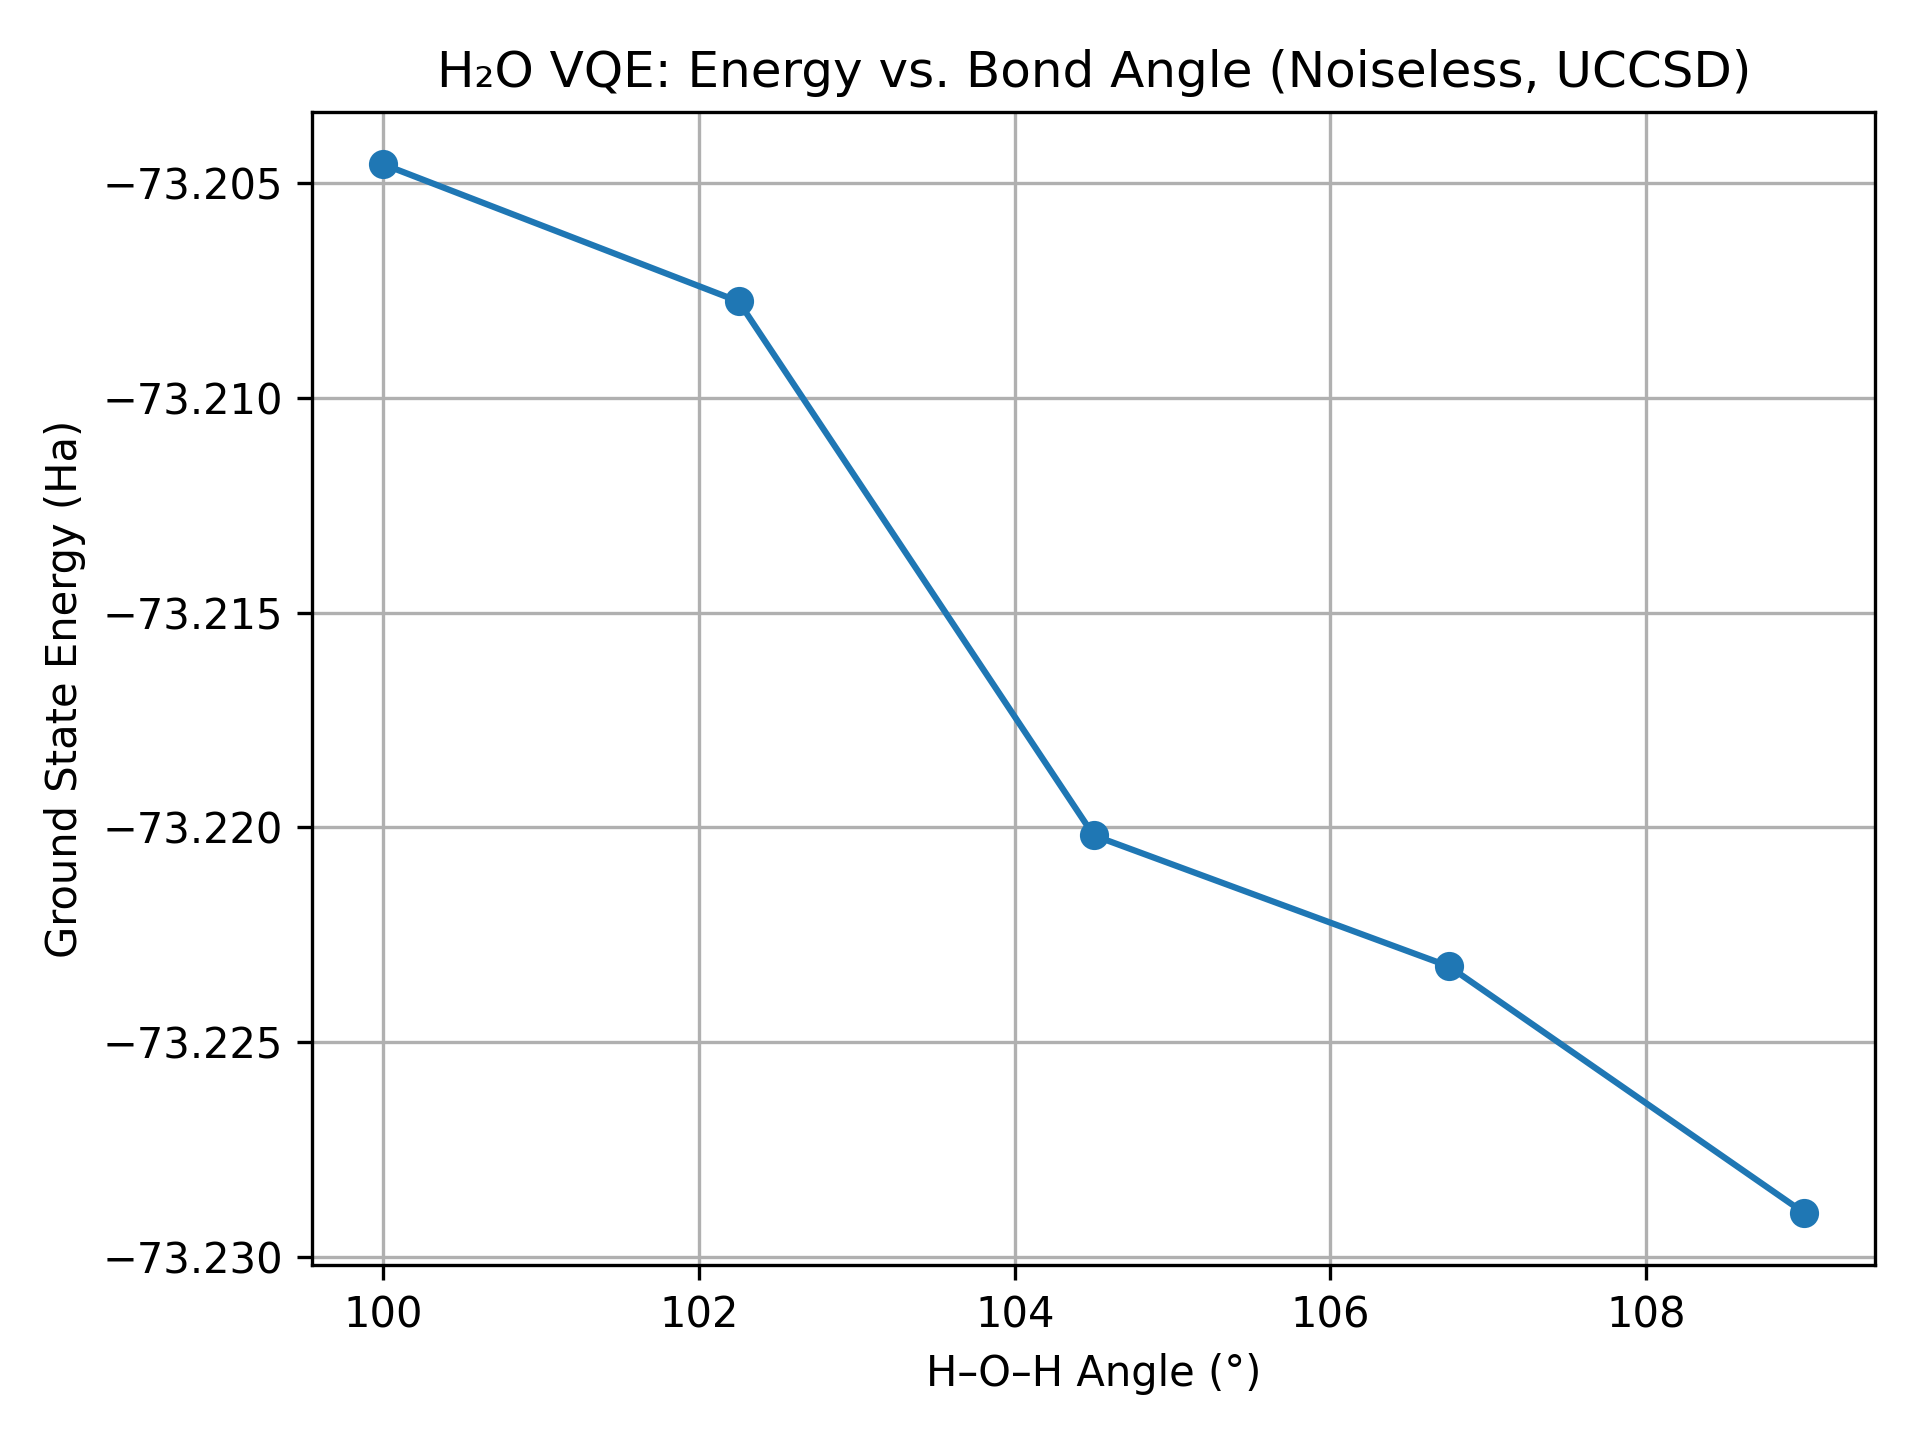 H₂O VQE: Energy vs. Bond Angle (Noiseless, UCCSD)
Ground State Energy (Ha)
−73.205
−73.210
−73.215
−73.220
−73.225
−73.230
100 102 104 106 108
H–O–H Angle (°)